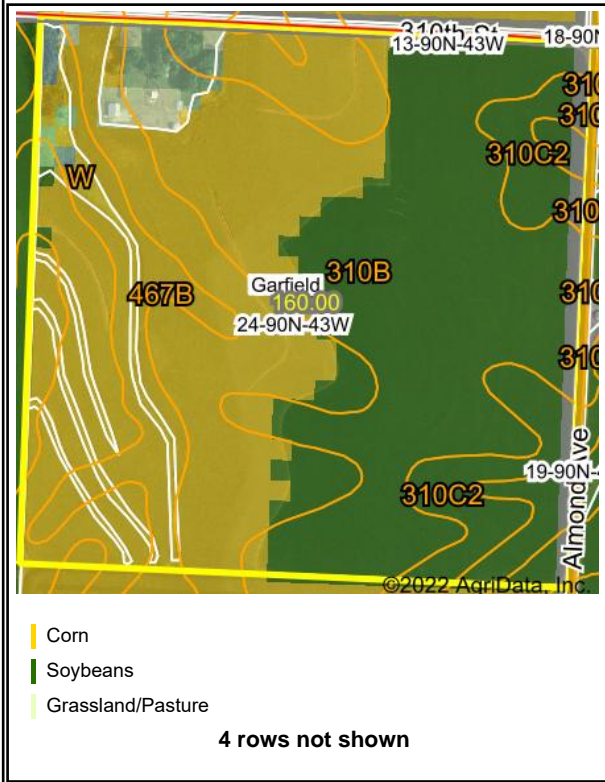 310th St
13-90N-43W
18-90N
310
310
310C2
W
310
310B
467B
Garfield
160.00
310
24-90N-43W
310
19-90N-4
310C2
Almond Ave
©2022 AgriData, Inc.
Corn
Soybeans
Grassland/Pasture
4 rows not shown